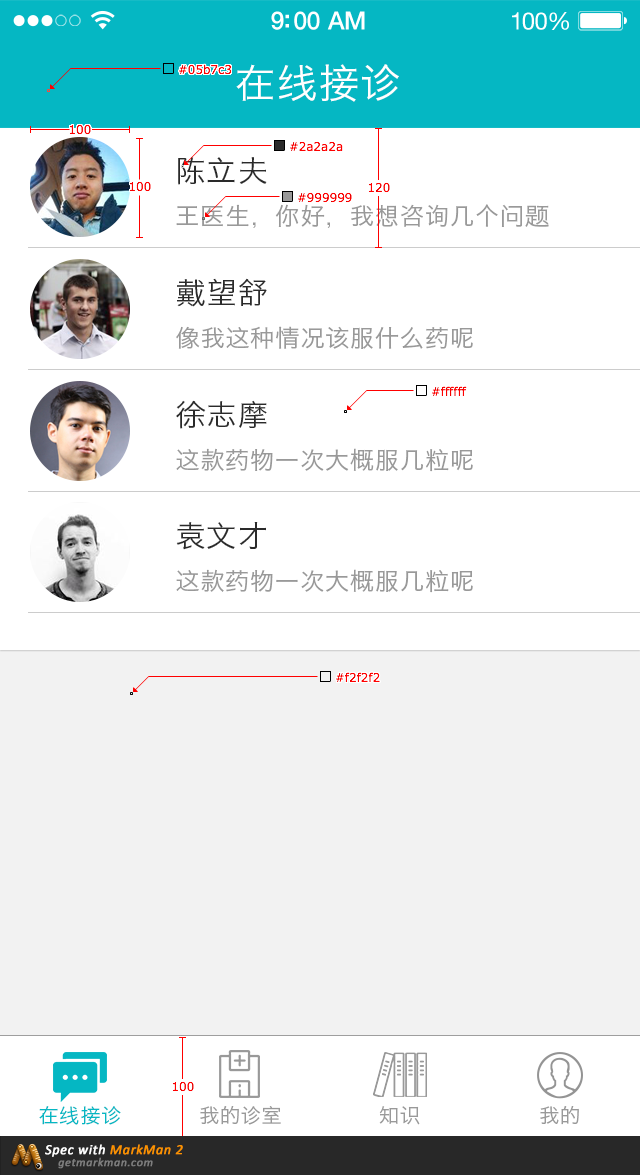 9:00 AM 100%
#05b7c3
在线接诊
100
#2a2a2a
陈立夫
100
120
#999999
王医生，你好，我想咨询几个问题
戴望舒
像我这种情况该服什么药呢
#ffffff
徐志摩
这款药物一次大概服几粒呢
袁文才
这款药物一次大概服几粒呢
#f2f2f2
100
在线接诊 我的诊室 知识 我的
Spec with MarkMan 2
getmarkman.com